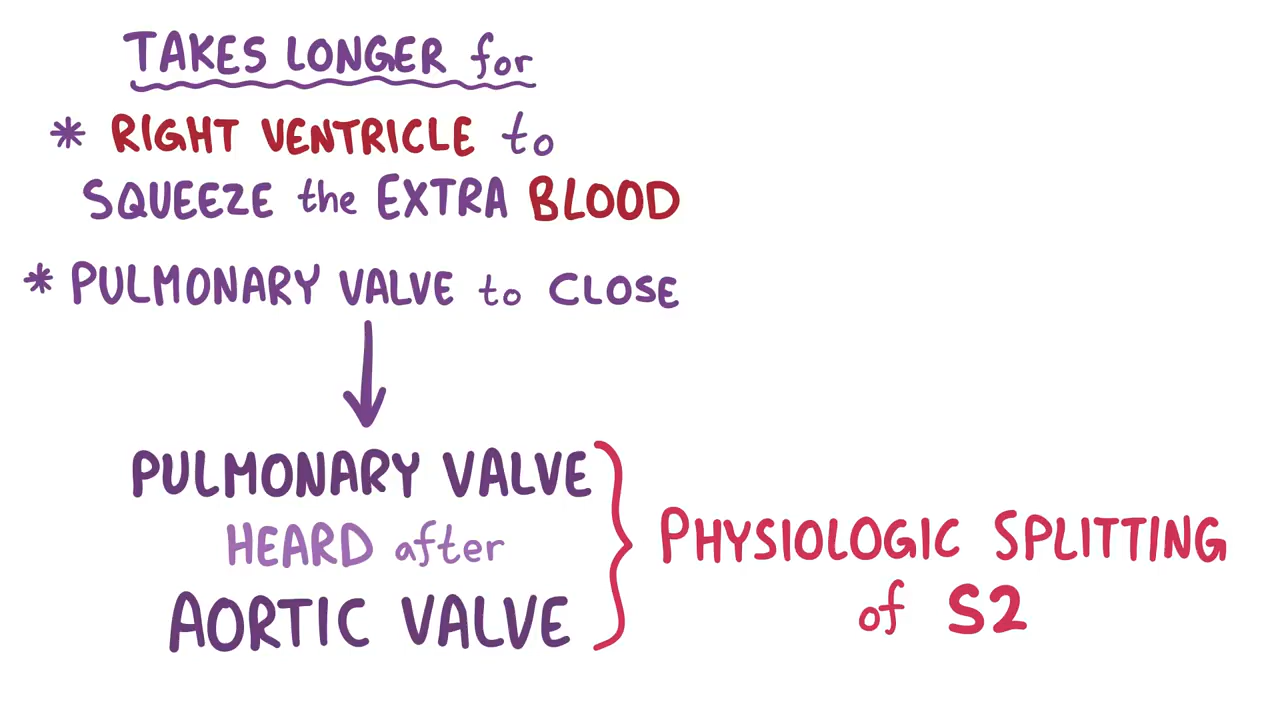 TAKES LONGER for
* RIGHT VENTRICLE to
SQUEEZE the EXTRA BLOOD
* PULMONARY VALVE to CLOSE
PULMONARY VALVE
HEARD after
AORTIC VALVE
PHYSIOLOGIC SPLITTING
of S2